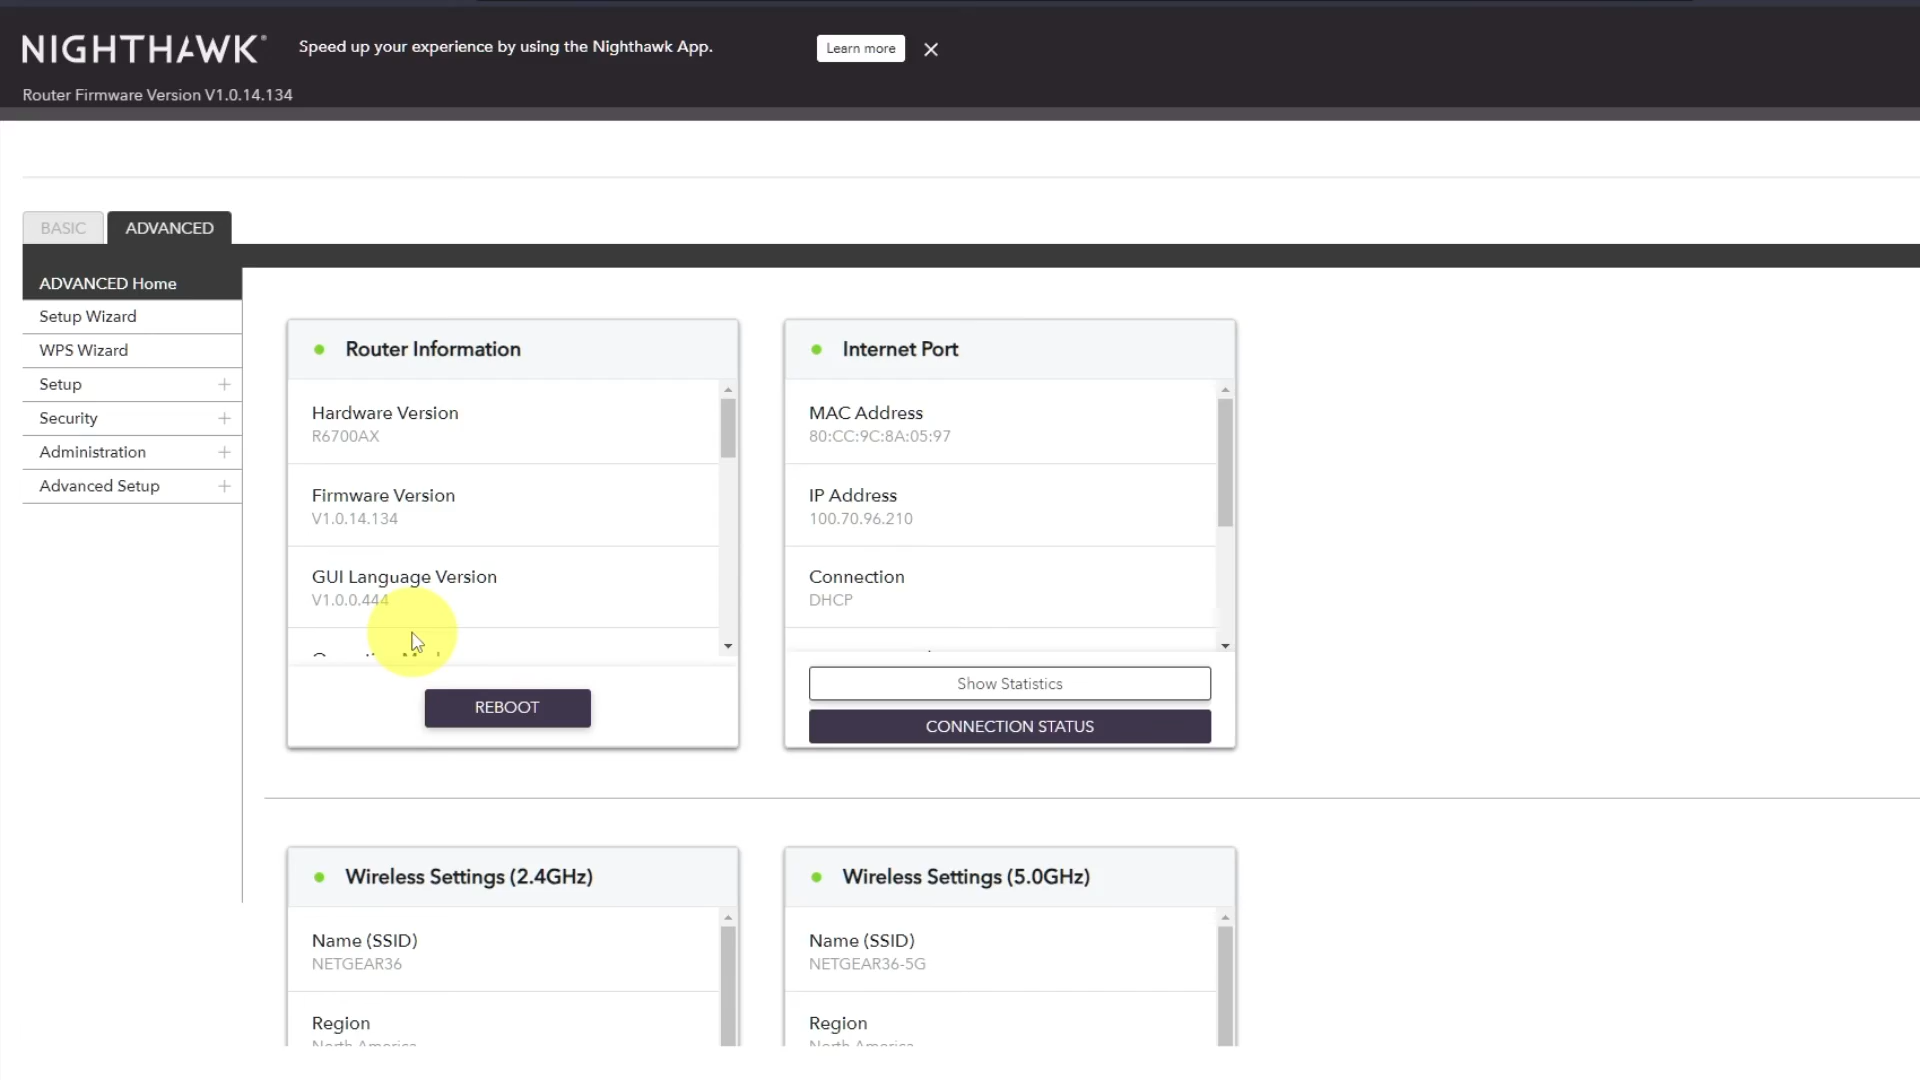 NIGHTHAWK
Speed up your experience by using the Nighthawk App.
Learn more
Router Firmware Version V1.0.14.134
BASIC
ADVANCED
ADVANCED Home
Setup Wizard
WPS Wizard
Setup
Security
Administration
Advanced Setup
Router Information
Hardware Version
R6700AX
Firmware Version
V1.0.14.134
GUI Language Version
V1.0.0.444
REBOOT
Internet Port
MAC Address
80:CC:9C:8A:05:97
IP Address
100.70.96.210
Connection
DHCP
Show Statistics
CONNECTION STATUS
Wireless Settings (2.4GHz)
Name (SSID)
NETGEAR36
Region
North America
Wireless Settings (5.0GHz)
Name (SSID)
NETGEAR36-5G
Region
North America